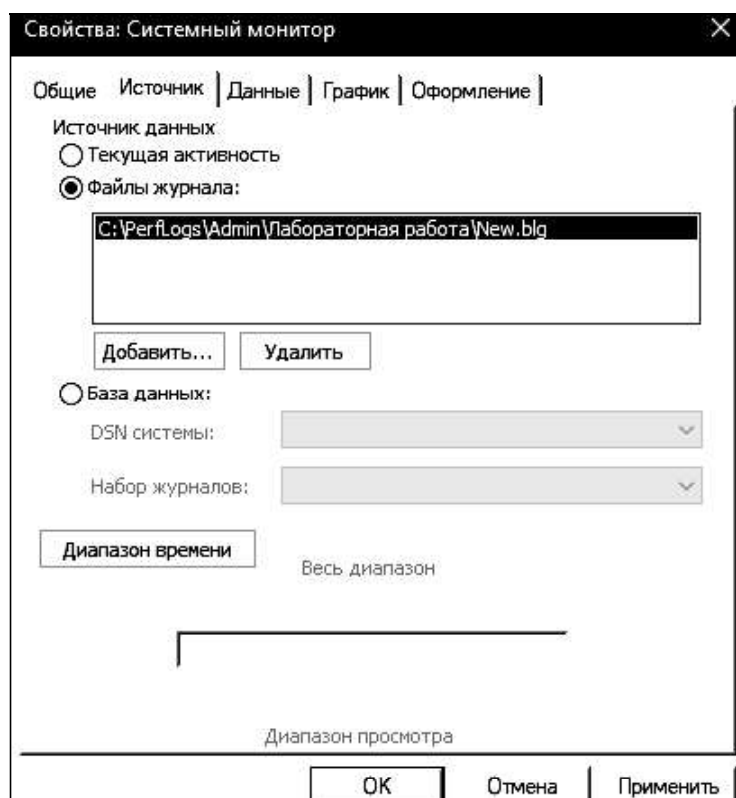 Свойства: Системный монитор
Общие Источник Данные График Оформление
Источник данных
Текущая активность
Файлы журнала:
C:\PerfLogs\Admin\Лабораторная работа\New.blg
Добавить... Удалить
База данных:
DSN системы:
Набор журналов:
Диапазон времени
Весь диапазон
Диапазон просмотра
ОК Отмена Применить